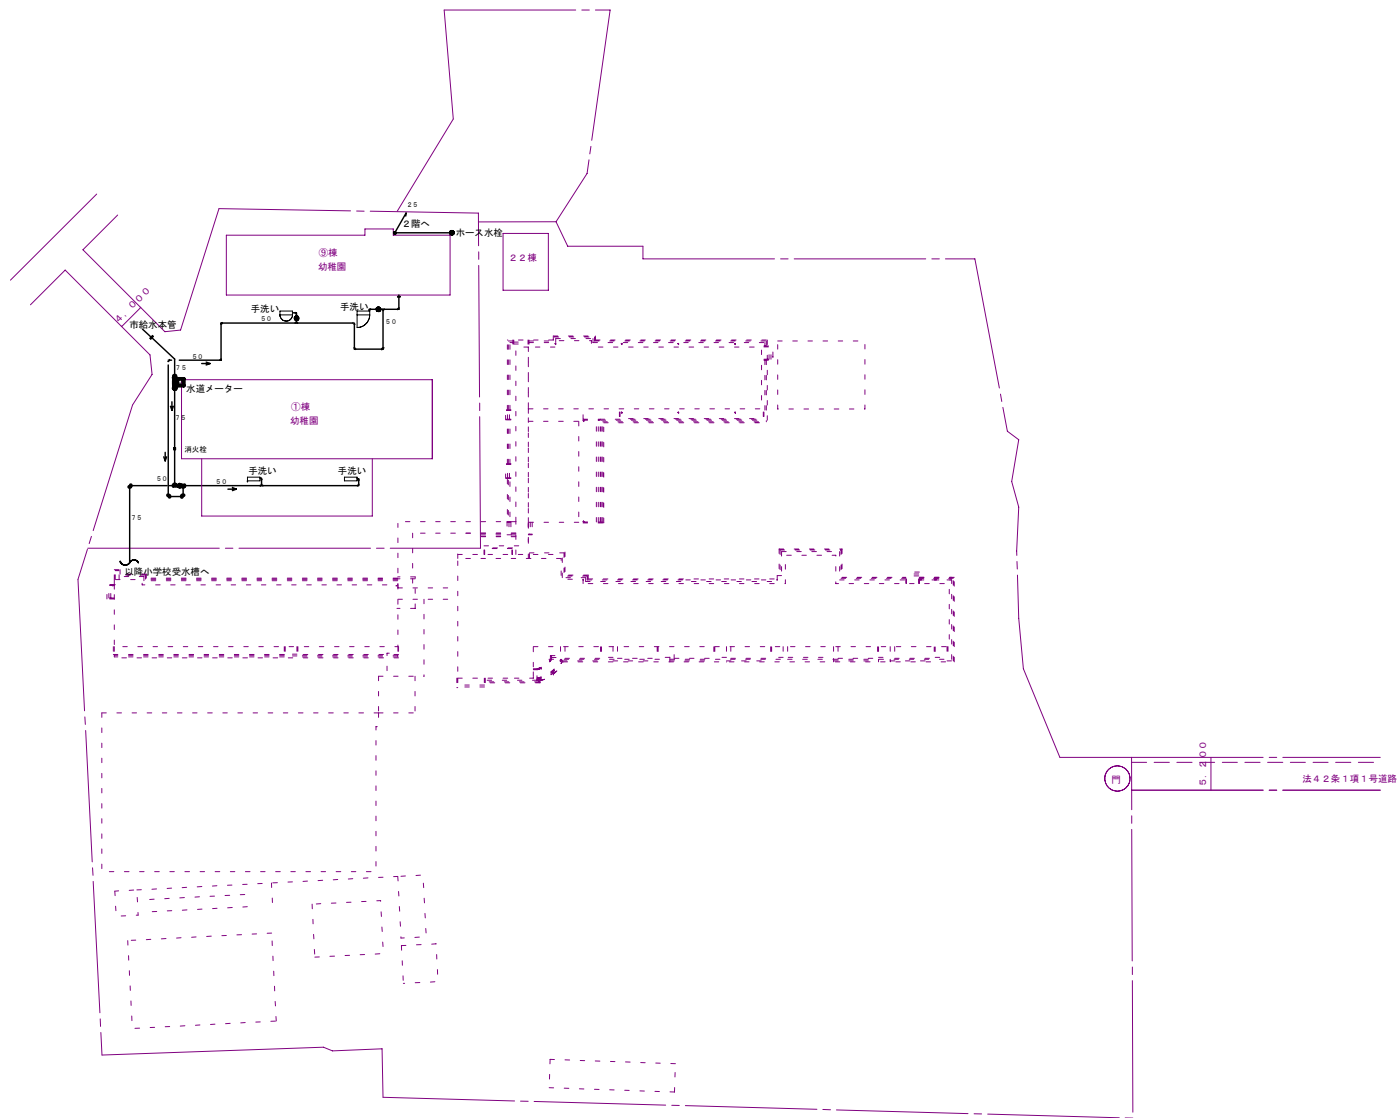 25
2階へ
ホース水栓
⑨棟
幼稚園
22棟
4.000
手洗い
手洗い
50
50
市給水本管
50
75
水道メーター
①棟
幼稚園
75
消火栓
手洗い
手洗い
50
50
75
以降小学校受水槽へ
5.200
門
法42条1項1号道路